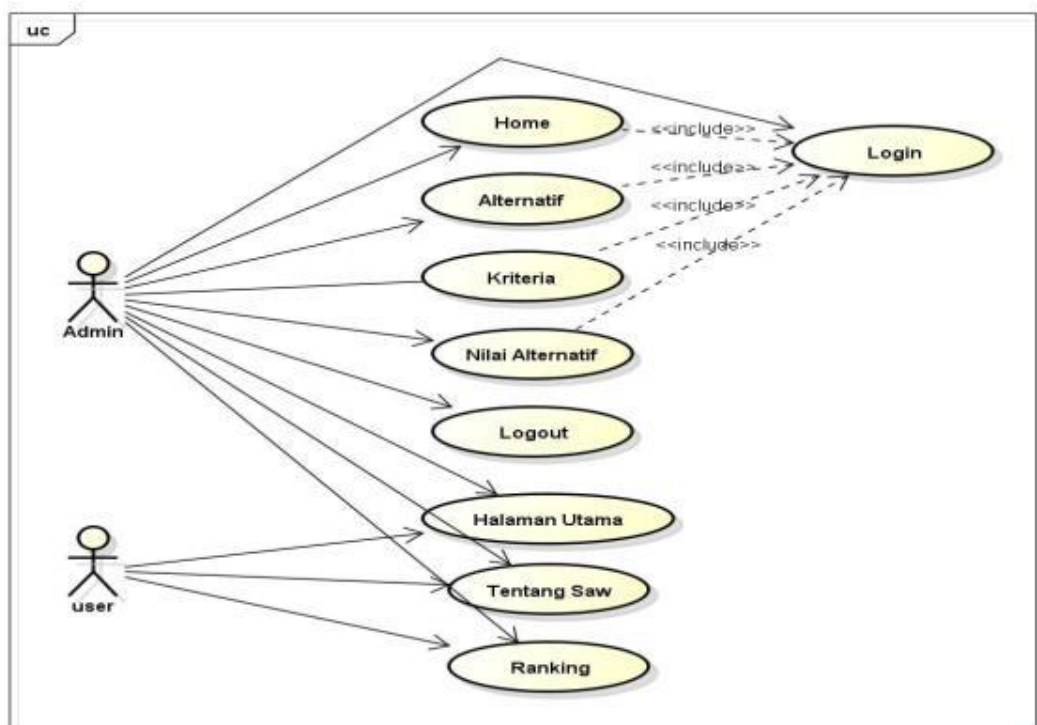 uc
Home
<<include>>
Login
Alternatif
<<include>>
<<include>>
Kriteria
<<include>>
Admin
Nilai Alternatif
Logout
Halaman Utama
user
Tentang Saw
Ranking